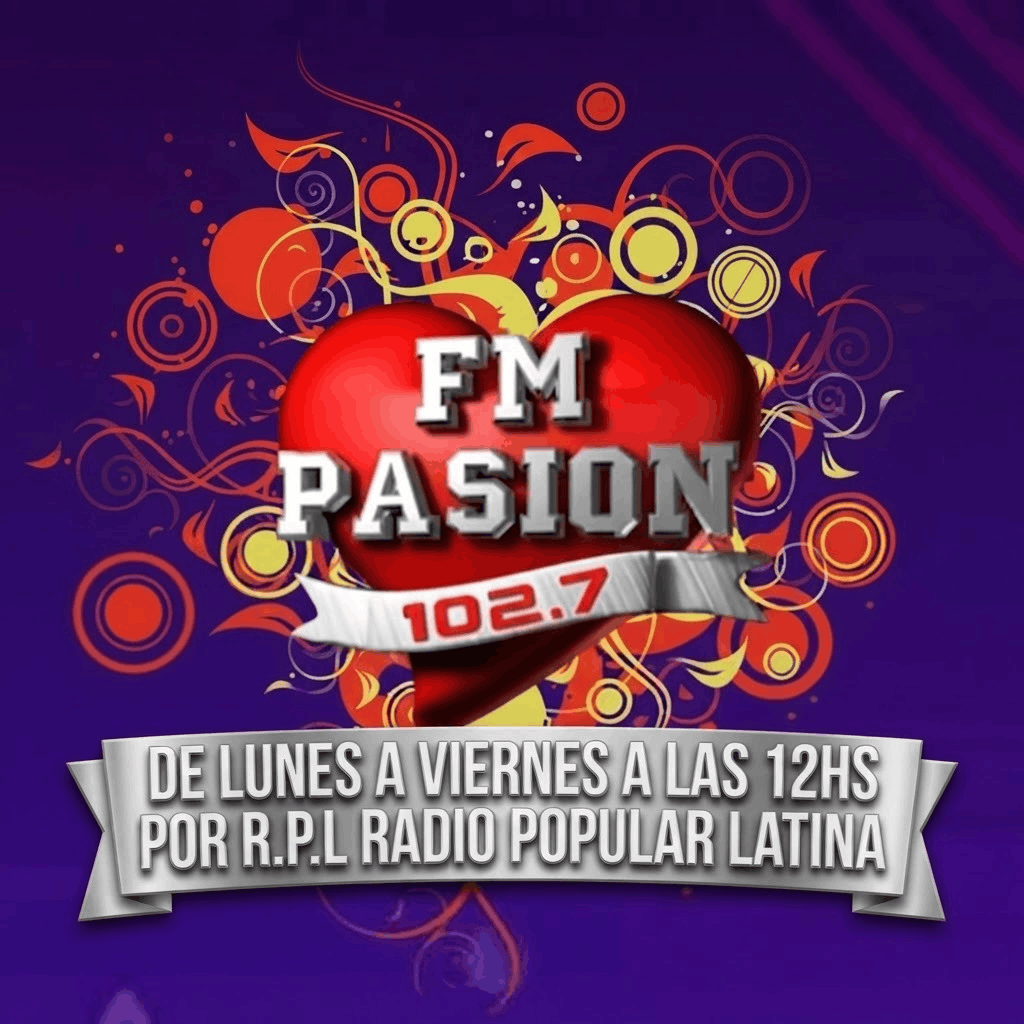 FM
PASION
102.7
DE LUNES A VIERNES A LAS 12HS
POR R.P.L RADIO POPULAR LATINA